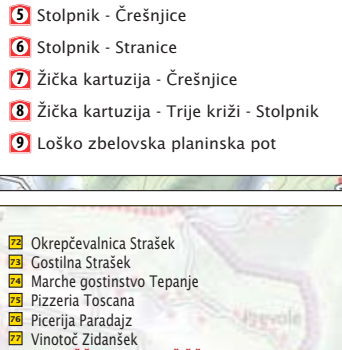 5 Stolpnik - Črešnjice
6 Stolpnik - Stranice
7 Žička kartuzija - Črešnjice
8 Žička kartuzija - Trije križi - Stolpnik
9 Loško zbelovska planinska pot
72 Okrepčevalnica Strašek
73 Gostilna Strašek
74 Marche gostinstvo Tepanje
75 Pizzeria Toscana
76 Picerija Paradajz
77 Vinotoč Zidanšek